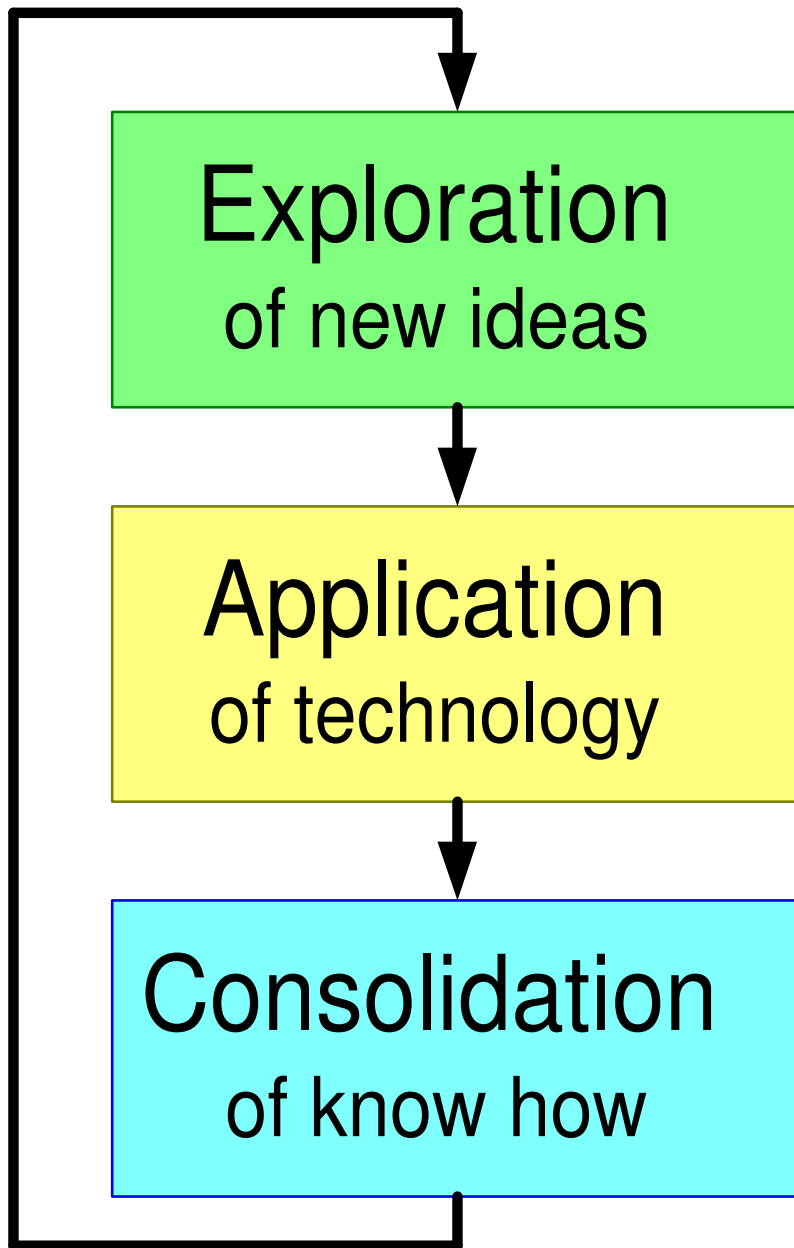 Exploration
of new ideas
Application
of technology
Consolidation
of know how